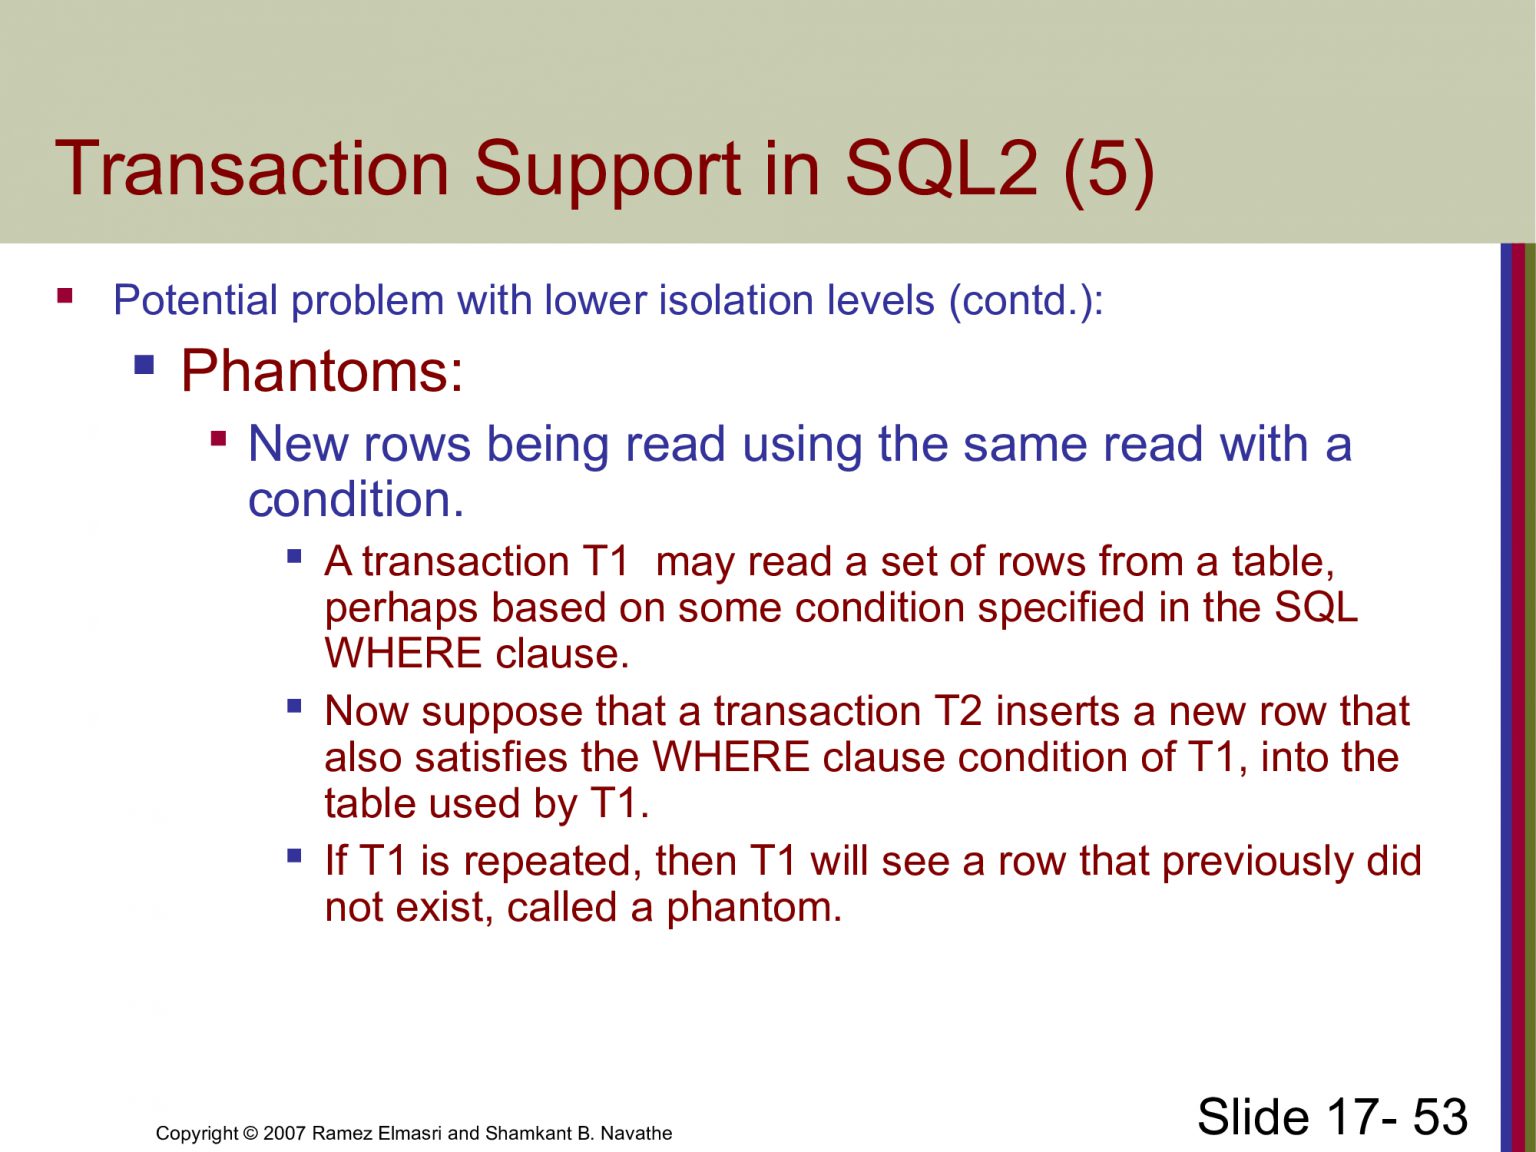 Transaction Support in SQL2 (5)
Potential problem with lower isolation levels (contd.):
Phantoms:
New rows being read using the same read with a
condition.
A transaction T1  may read a set of rows from a table,
perhaps based on some condition specified in the SQL
WHERE clause.
Now suppose that a transaction T2 inserts a new row that
also satisfies the WHERE clause condition of T1, into the
table used by T1.
If T1 is repeated, then T1 will see a row that previously did
not exist, called a phantom.
Copyright © 2007 Ramez Elmasri and Shamkant B. Navathe
Slide 17- 53